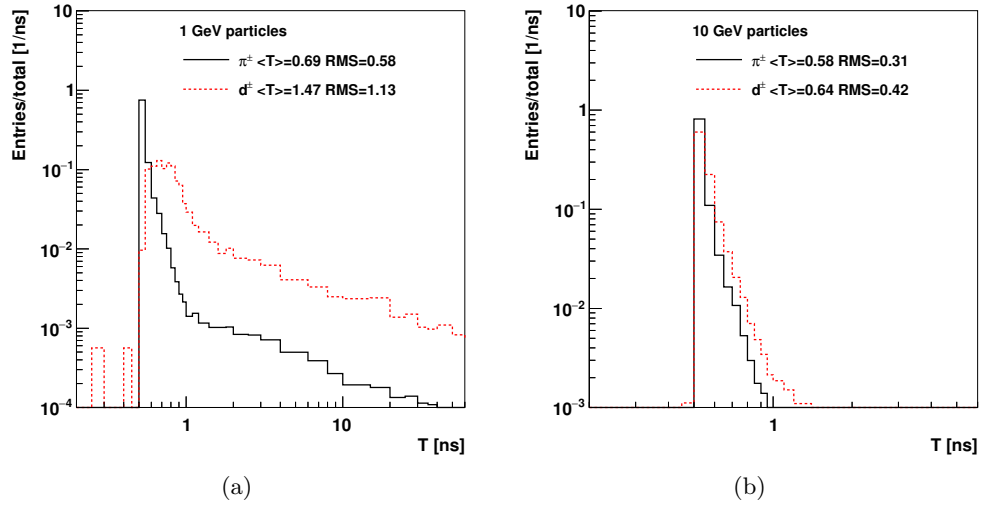 Entries/total [1/ns]
10
1
10⁻¹
10⁻²
10⁻³
10⁻⁴
1 GeV particles
π± <T>=0.69 RMS=0.58
d± <T>=1.47 RMS=1.13
1
10
T [ns]
(a)
Entries/total [1/ns]
10
1
10⁻¹
10⁻²
10⁻³
10 GeV particles
π± <T>=0.58 RMS=0.31
d± <T>=0.64 RMS=0.42
1
T [ns]
(b)